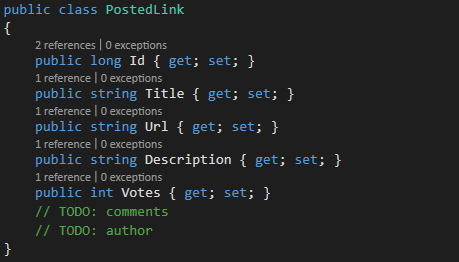 public class PostedLink
{
2 references | 0 exceptions
public long Id { get; set; }
1 reference | 0 exceptions
public string Title { get; set; }
1 reference | 0 exceptions
public string Url { get; set; }
1 reference | 0 exceptions
public string Description { get; set; }
1 reference | 0 exceptions
public int Votes { get; set; }
// TODO: comments
// TODO: author
}